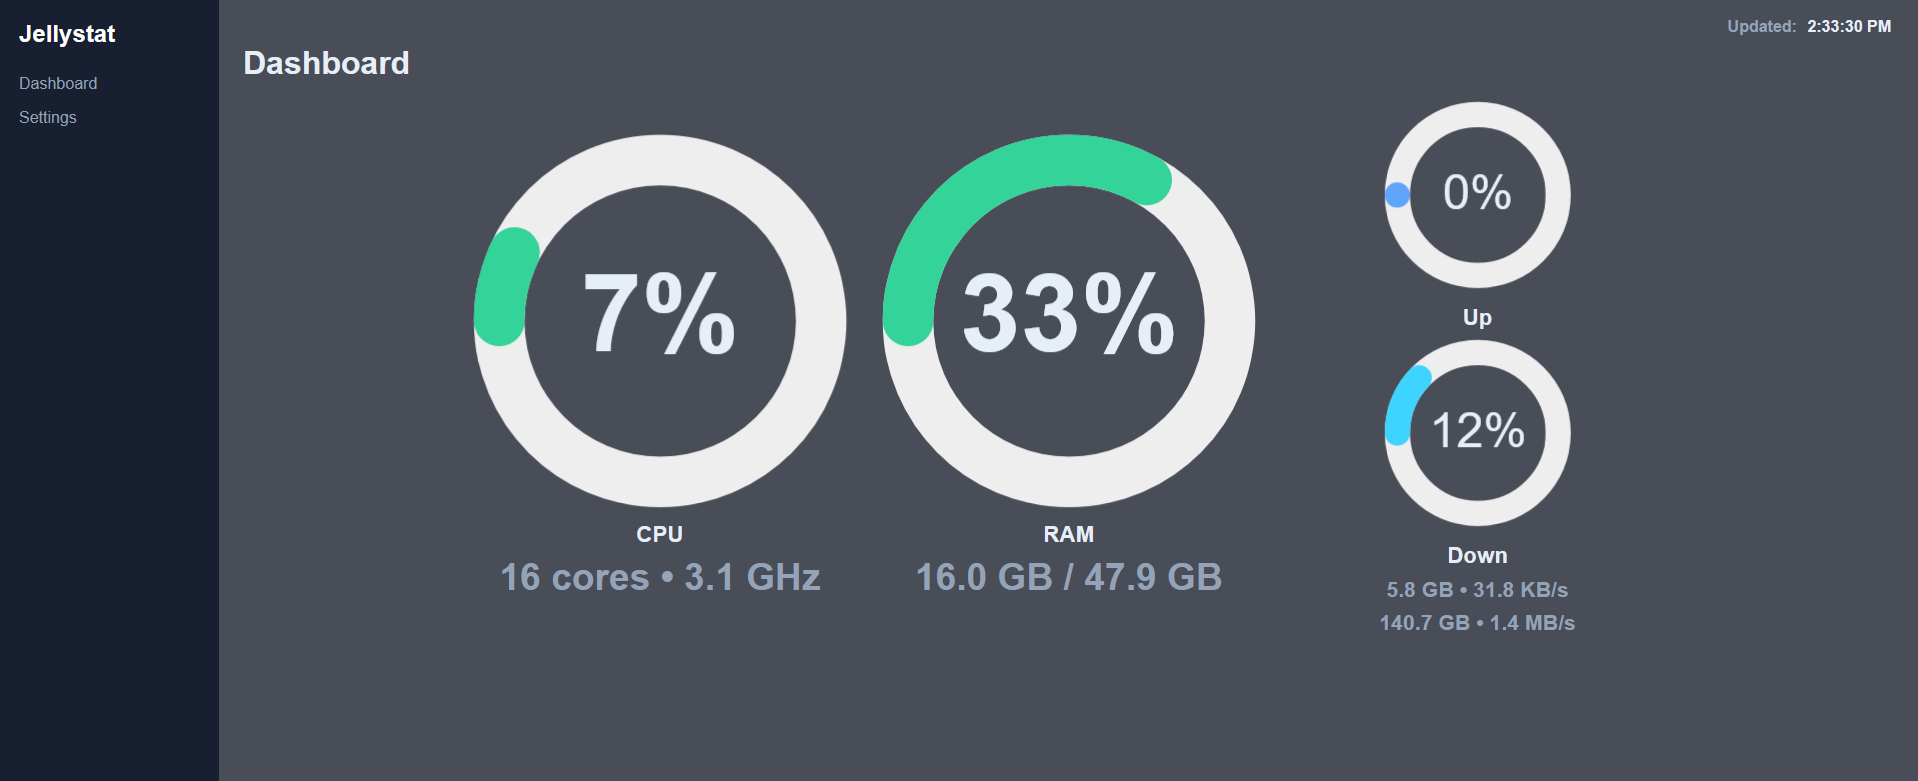 Jellystat
Dashboard
Settings
Updated: 2:33:30 PM
Dashboard
7%
CPU
16 cores • 3.1 GHz
33%
RAM
16.0 GB / 47.9 GB
0%
Up
12%
Down
5.8 GB • 31.8 KB/s
140.7 GB • 1.4 MB/s